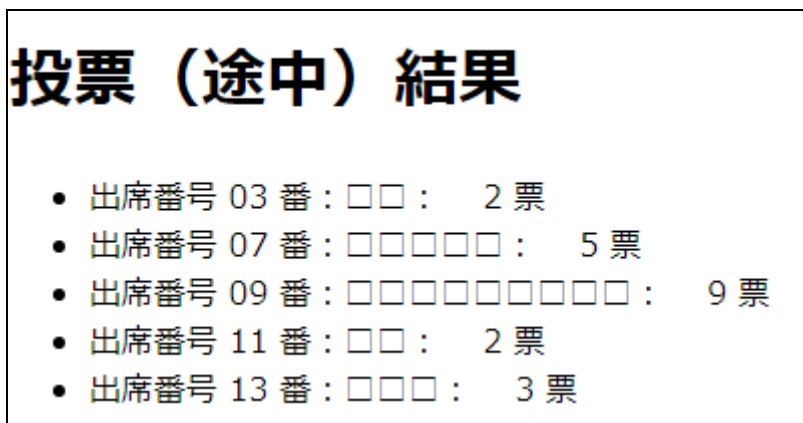 投票（途中）結果
• 出席番号 03 番：□□：　2 票
• 出席番号 07 番：□□□□□：　5 票
• 出席番号 09 番：□□□□□□□□□：　9 票
• 出席番号 11 番：□□：　2 票
• 出席番号 13 番：□□□：　3 票